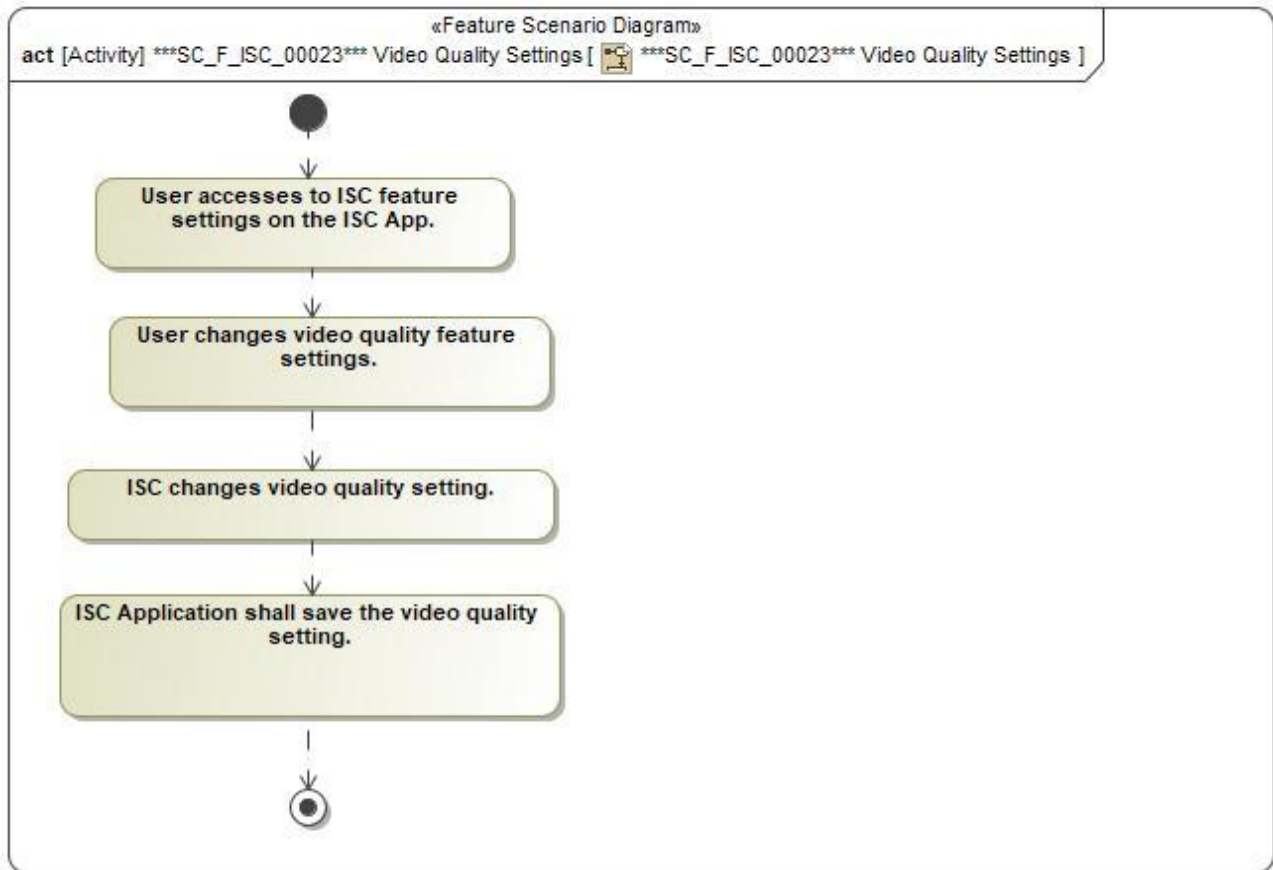 «Feature Scenario Diagram»
act [Activity] ***SC_F_ISC_00023*** Video Quality Settings [ ***SC_F_ISC_00023*** Video Quality Settings ]
User accesses to ISC feature
settings on the ISC App.
User changes video quality feature
settings.
ISC changes video quality setting.
ISC Application shall save the video quality
setting.